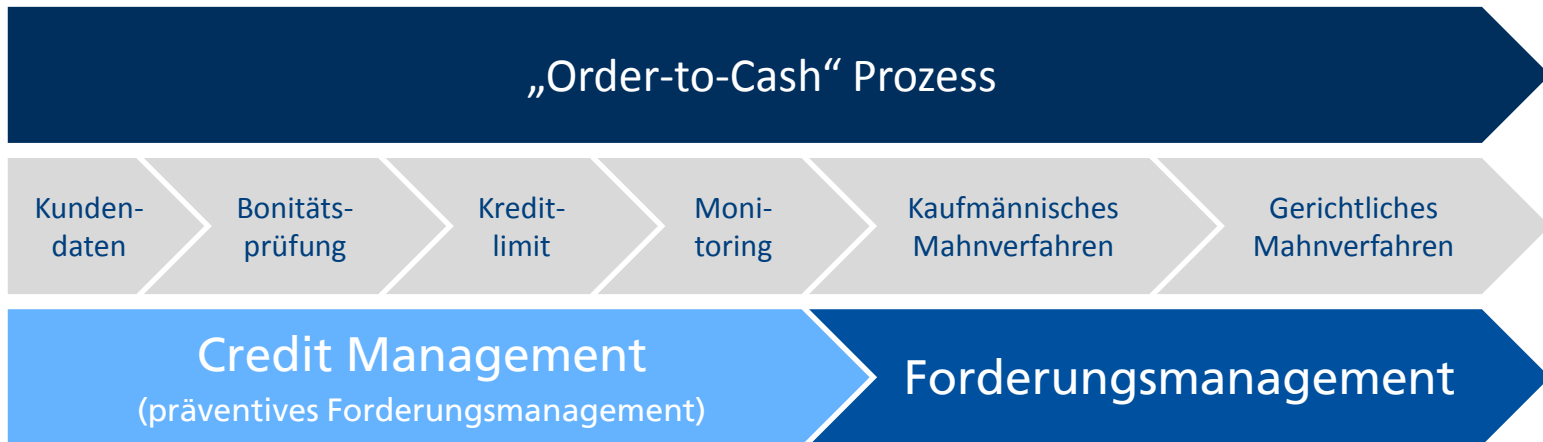 „Order-to-Cash“ Prozess
Kunden-
daten
Bonitäts-
prüfung
Kredit-
limit
Moni-
toring
Kaufmännisches
Mahnverfahren
Gerichtliches
Mahnverfahren
Credit Management
(präventives Forderungsmanagement)
Forderungsmanagement